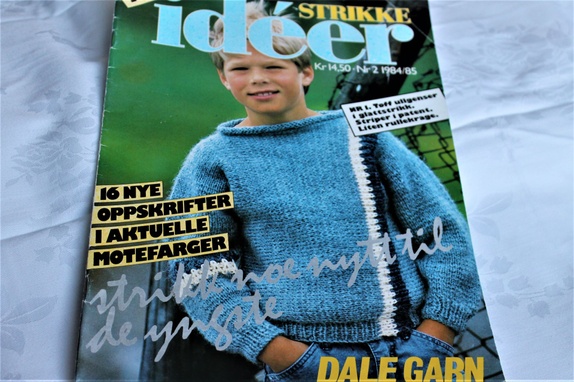 STRIKKE
idéer
Kr 14,50 · Nr 2 1984/85
NR 1. Tøff ullgenser
i glattstrikk.
Striper i patent.
Liten rullekrage.
16 NYE
OPPSKRIFTER
I AKTUELLE
MOTEFARGER
strikk noe nytt til
de yngste
DALE GARN